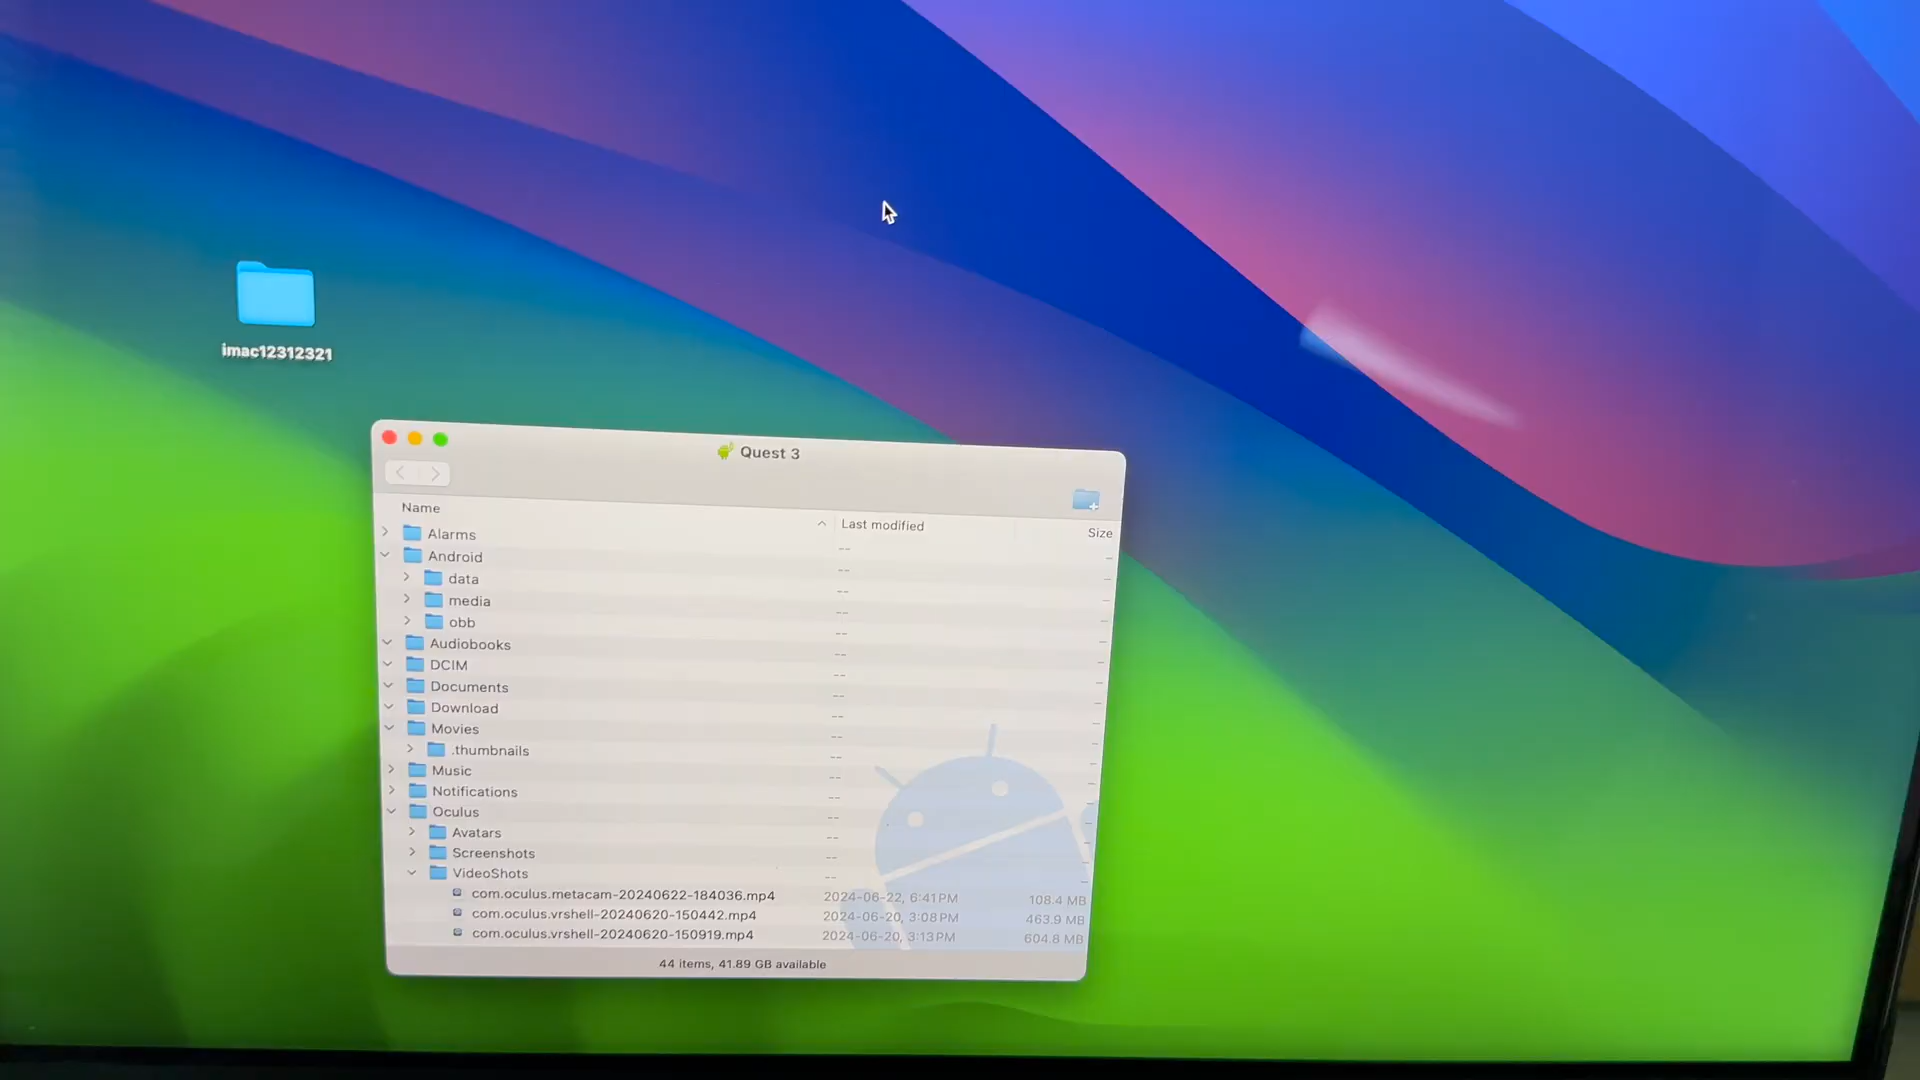 imac12312321
Quest 3
Name Last modified Size
Alarms -- --
Android -- --
data -- --
media -- --
obb -- --
Audiobooks -- --
DCIM -- --
Documents -- --
Download -- --
Movies -- --
.thumbnails -- --
Music -- --
Notifications -- --
Oculus -- --
Avatars -- --
Screenshots -- --
VideoShots -- --
com.oculus.metacam-20240622-184036.mp4 2024-06-22, 6:41 PM 108.4 MB
com.oculus.vrshell-20240620-150442.mp4 2024-06-20, 3:08 PM 463.9 MB
com.oculus.vrshell-20240620-150919.mp4 2024-06-20, 3:13 PM 604.8 MB
44 items, 41.89 GB available